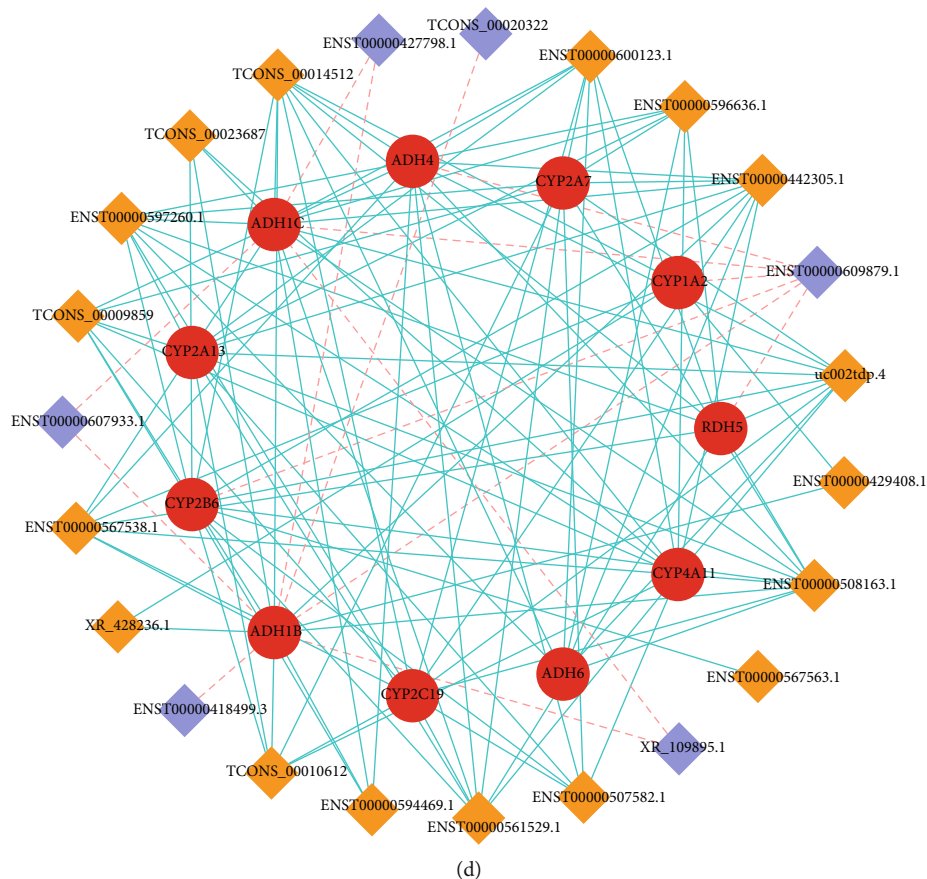 TCONS_00020322
ENST00000427798.1
ENST00000600123.1
TCONS_00014512
ENST00000596636.1
TCONS_00023687
ADH4
CYP2A7
ENST00000442305.1
ENST00000597260.1
ADH1C
ENST00000609879.1
CYP1A2
TCONS_00009859
CYP2A13
uc002tdp.4
ENST00000607933.1
RDH5
ENST00000429408.1
CYP2B6
ENST00000567538.1
CYP4A11
ENST00000508163.1
XR_428236.1
ADH1B
ADH6
ENST00000567563.1
CYP2C19
ENST00000418499.3
XR_109895.1
TCONS_00010612
ENST00000507582.1
ENST00000594469.1
ENST00000561529.1
(d)